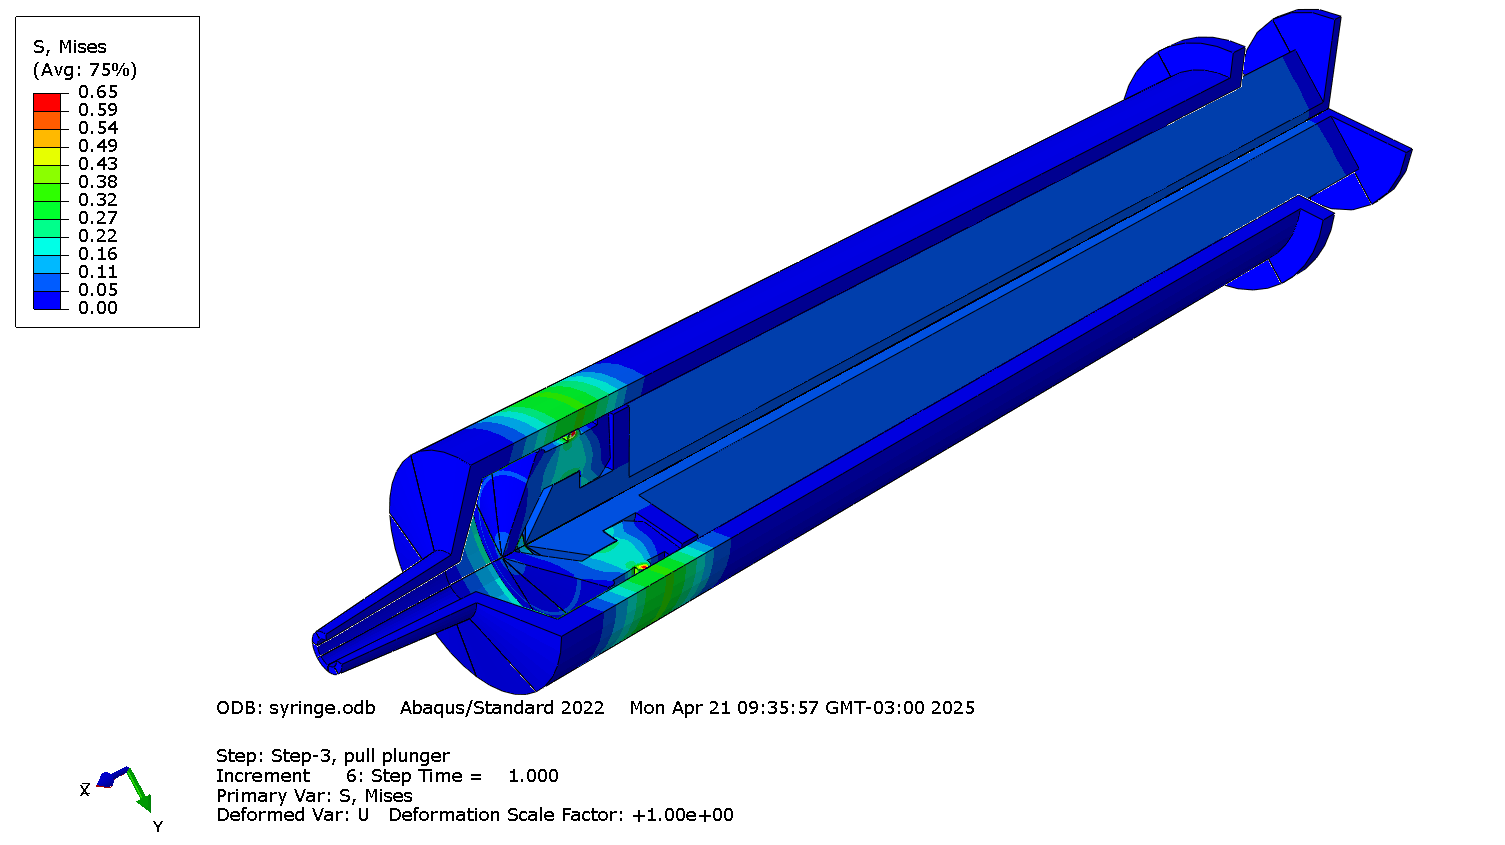 S, Mises
(Avg: 75%)
0.65
0.59
0.54
0.49
0.43
0.38
0.32
0.27
0.22
0.16
0.11
0.05
0.00
ODB: syringe.odb    Abaqus/Standard 2022    Mon Apr 21 09:35:57 GMT-03:00 2025
Step: Step-3, pull plunger
Increment      6: Step Time =    1.000
Primary Var: S, Mises
Deformed Var: U   Deformation Scale Factor: +1.00e+00
Y